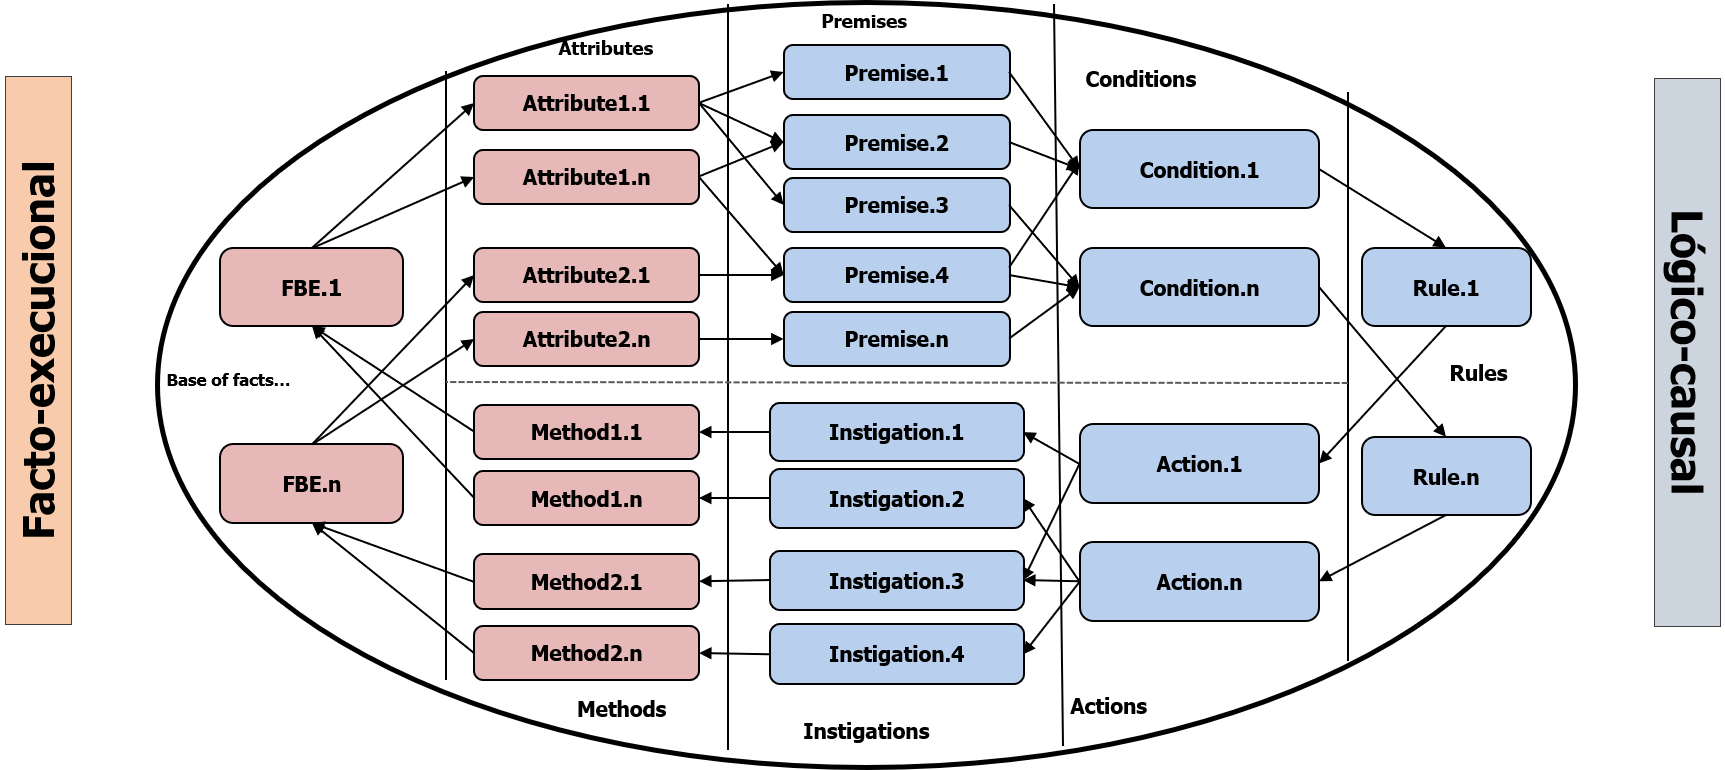 Facto-execucional
Base of facts...
FBE.1
FBE.n
Attributes
Attribute1.1
Attribute1.n
Attribute2.1
Attribute2.n
Method1.1
Method1.n
Method2.1
Method2.n
Methods
Premises
Premise.1
Premise.2
Premise.3
Premise.4
Premise.n
Instigation.1
Instigation.2
Instigation.3
Instigation.4
Instigations
Conditions
Condition.1
Condition.n
Action.1
Action.n
Actions
Rule.1
Rules
Rule.n
Lógico-causal